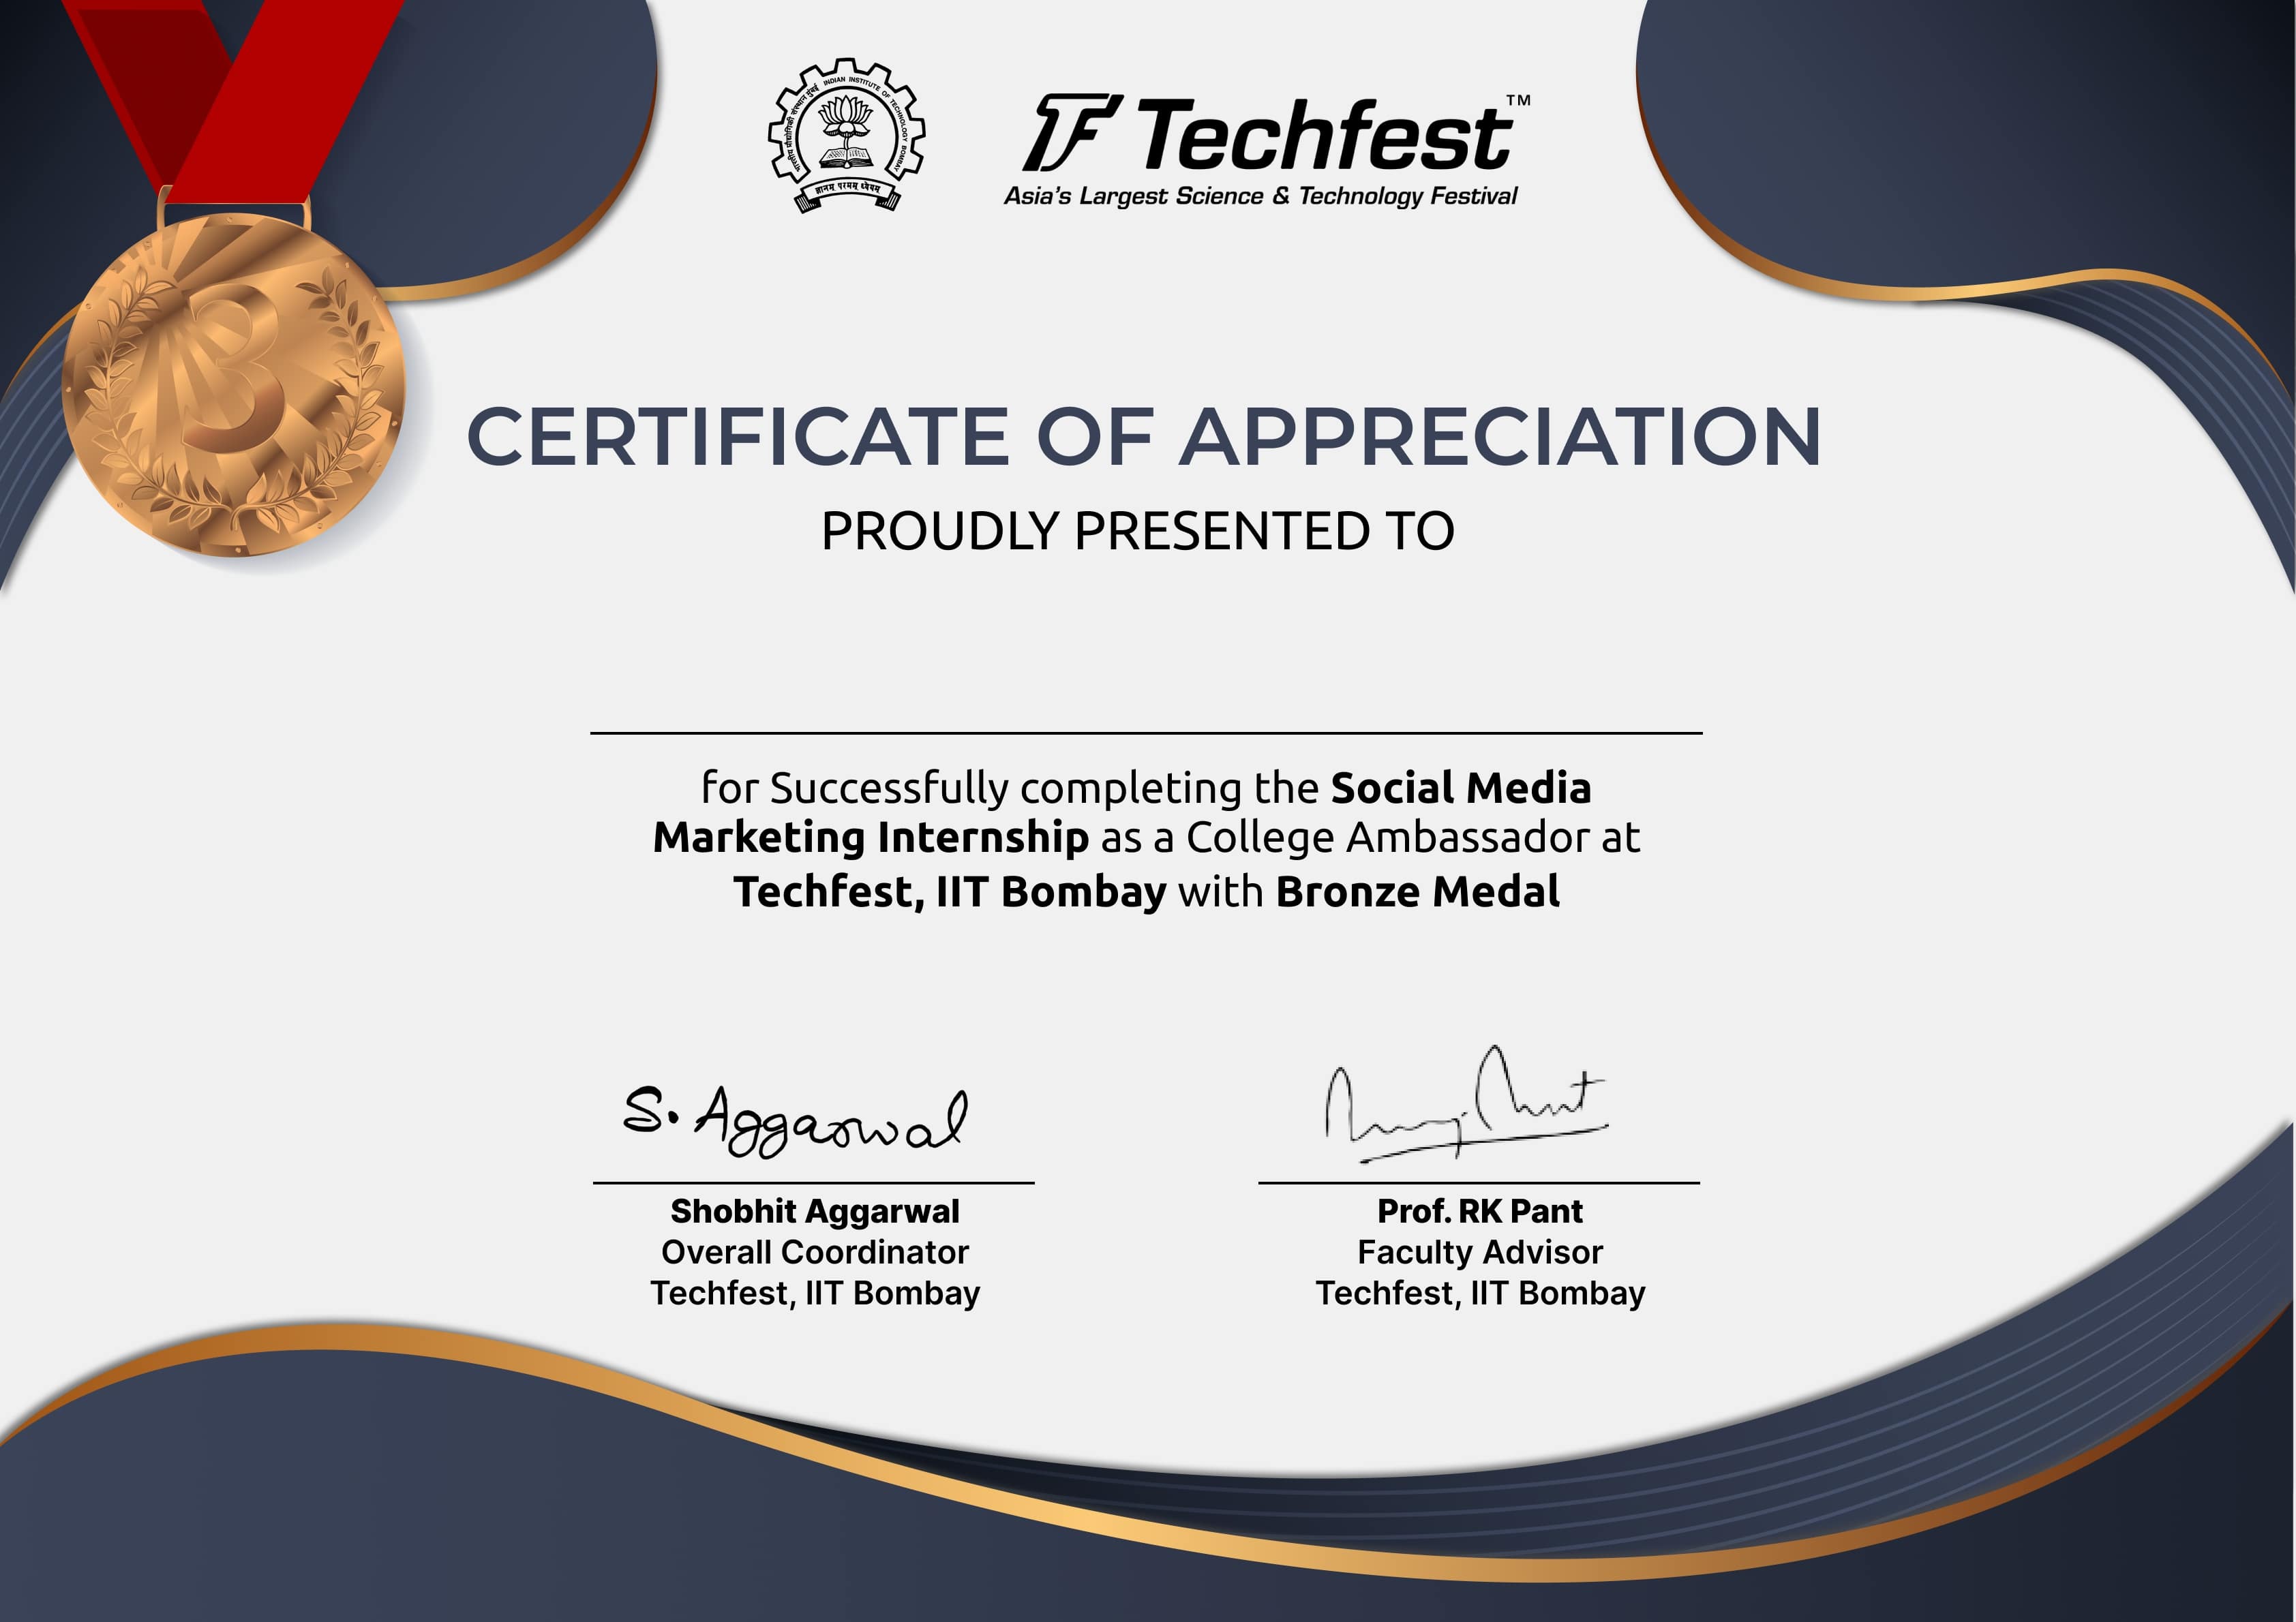 भारतीय प्रौद्योगिकी संस्थान मुंबई INDIAN INSTITUTE OF TECHNOLOGY BOMBAY
ज्ञानम् परमम् ध्येयम्
TF Techfest™
Asia's Largest Science & Technology Festival
3
CERTIFICATE OF APPRECIATION
PROUDLY PRESENTED TO
for Successfully completing the Social Media
Marketing Internship as a College Ambassador at
Techfest, IIT Bombay with Bronze Medal
S. Aggarwal
Shobhit Aggarwal
Overall Coordinator
Techfest, IIT Bombay
Prof. RK Pant
Faculty Advisor
Techfest, IIT Bombay